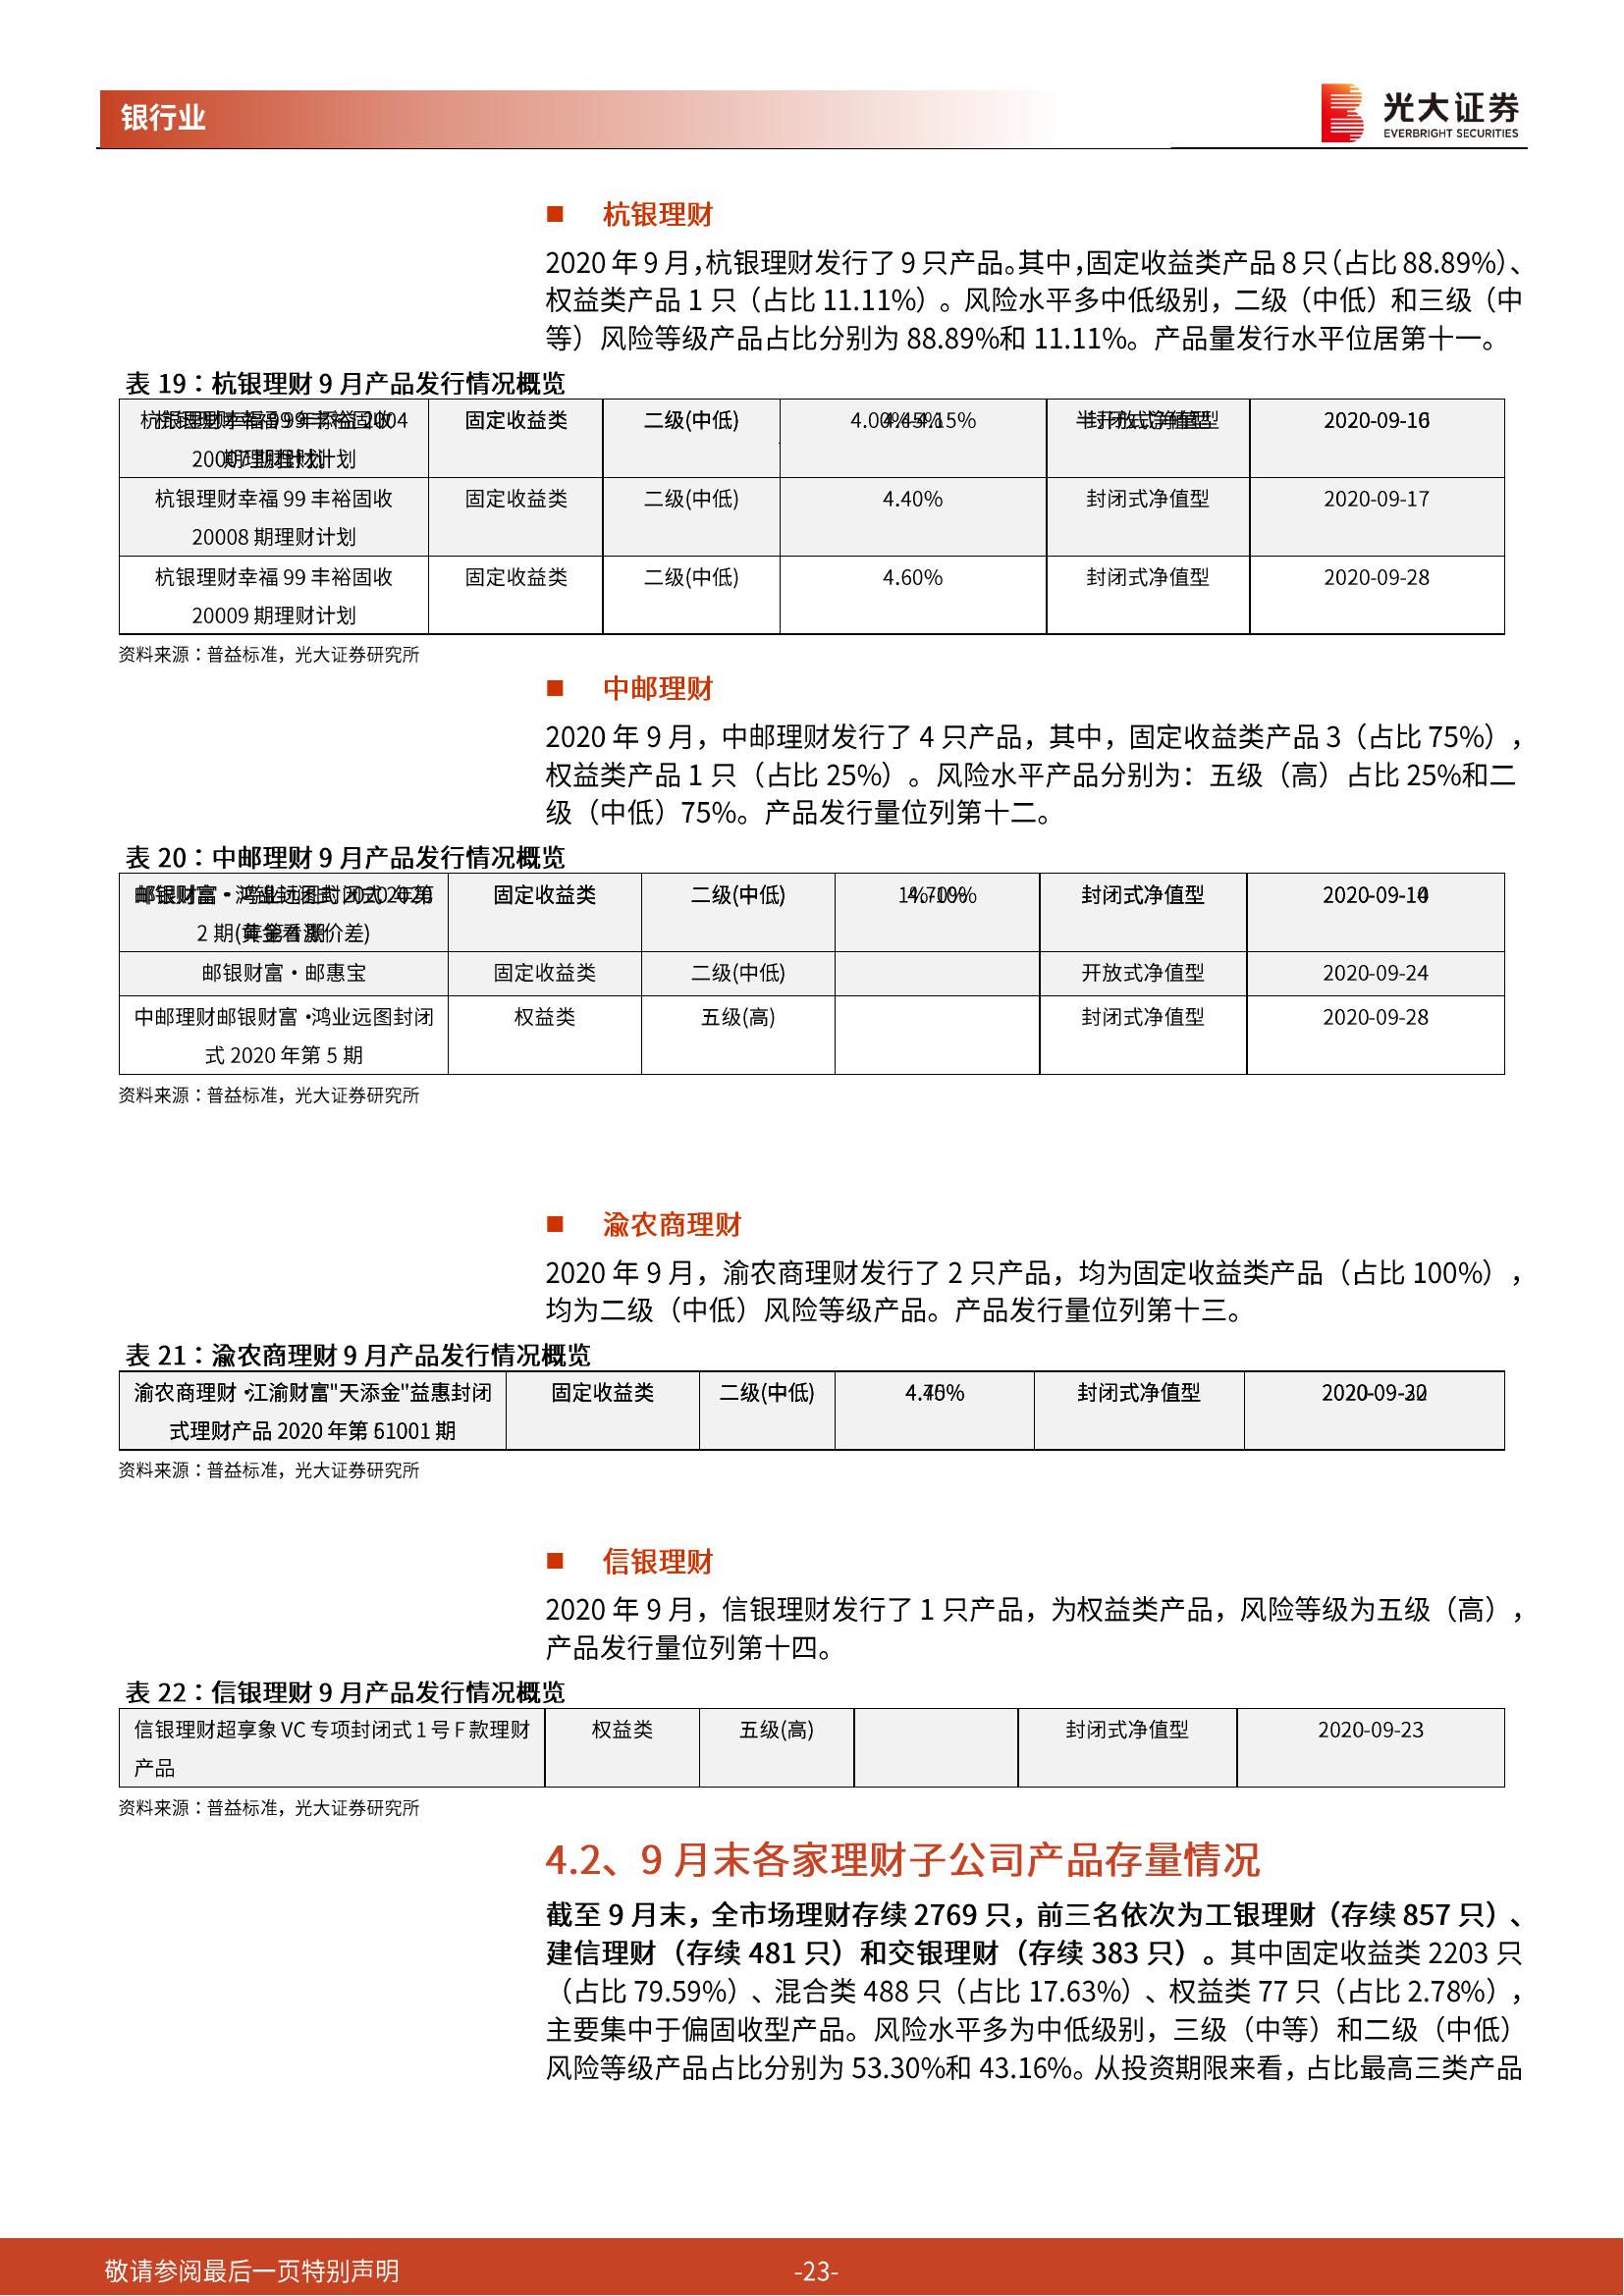 银行业
光大证券
EVERBRIGHT SECURITIES
■ 杭银理财
2020 年 9 月，杭银理财发行了 9 只产品。其中，固定收益类产品 8 只（占比 88.89%）、
权益类产品 1 只（占比 11.11%）。风险水平多中低级别，二级（中低）和三级（中
等）风险等级产品占比分别为 88.89%和 11.11%。产品量发行水平位居第十一。
表 19：杭银理财 9 月产品发行情况概览
固定收益类 二级(中低)
杭银理财幸福 99 丰裕固收 固定收益类 二级(中低) 4.40% 封闭式净值型 2020-09-17
20008 期理财计划
杭银理财幸福 99 丰裕固收 固定收益类 二级(中低) 4.60% 封闭式净值型 2020-09-28
20009 期理财计划
资料来源：普益标准，光大证券研究所
■ 中邮理财
2020 年 9 月，中邮理财发行了 4 只产品，其中，固定收益类产品 3（占比 75%），
权益类产品 1 只（占比 25%）。风险水平产品分别为：五级（高）占比 25%和二
级（中低）75%。产品发行量位列第十二。
表 20：中邮理财 9 月产品发行情况概览
固定收益类 二级(中低) 封闭式净值型
邮银财富·邮惠宝 固定收益类 二级(中低) 开放式净值型 2020-09-24
中邮理财邮银财富·鸿业远图封闭 权益类 五级(高) 封闭式净值型 2020-09-28
式 2020 年第 5 期
资料来源：普益标准，光大证券研究所
■ 渝农商理财
2020 年 9 月，渝农商理财发行了 2 只产品，均为固定收益类产品（占比 100%），
均为二级（中低）风险等级产品。产品发行量位列第十三。
表 21：渝农商理财 9 月产品发行情况概览
渝农商理财·江渝财富"天添金"益惠封闭 固定收益类 二级(中低) 封闭式净值型
式理财产品 2020 年第 期
资料来源：普益标准，光大证券研究所
■ 信银理财
2020 年 9 月，信银理财发行了 1 只产品，为权益类产品，风险等级为五级（高），
产品发行量位列第十四。
表 22：信银理财 9 月产品发行情况概览
信银理财超享象 VC 专项封闭式 1 号 F 款理财 权益类 五级(高) 封闭式净值型 2020-09-23
产品
资料来源：普益标准，光大证券研究所
4.2、9 月末各家理财子公司产品存量情况
截至 9 月末，全市场理财存续 2769 只，前三名依次为工银理财（存续 857 只）、
建信理财（存续 481 只）和交银理财（存续 383 只）。其中固定收益类 2203 只
（占比 79.59%）、混合类 488 只（占比 17.63%）、权益类 77 只（占比 2.78%），
主要集中于偏固收型产品。风险水平多为中低级别，三级（中等）和二级（中低）
风险等级产品占比分别为 53.30%和 43.16%。从投资期限来看，占比最高三类产品
敬请参阅最后一页特别声明
-23-